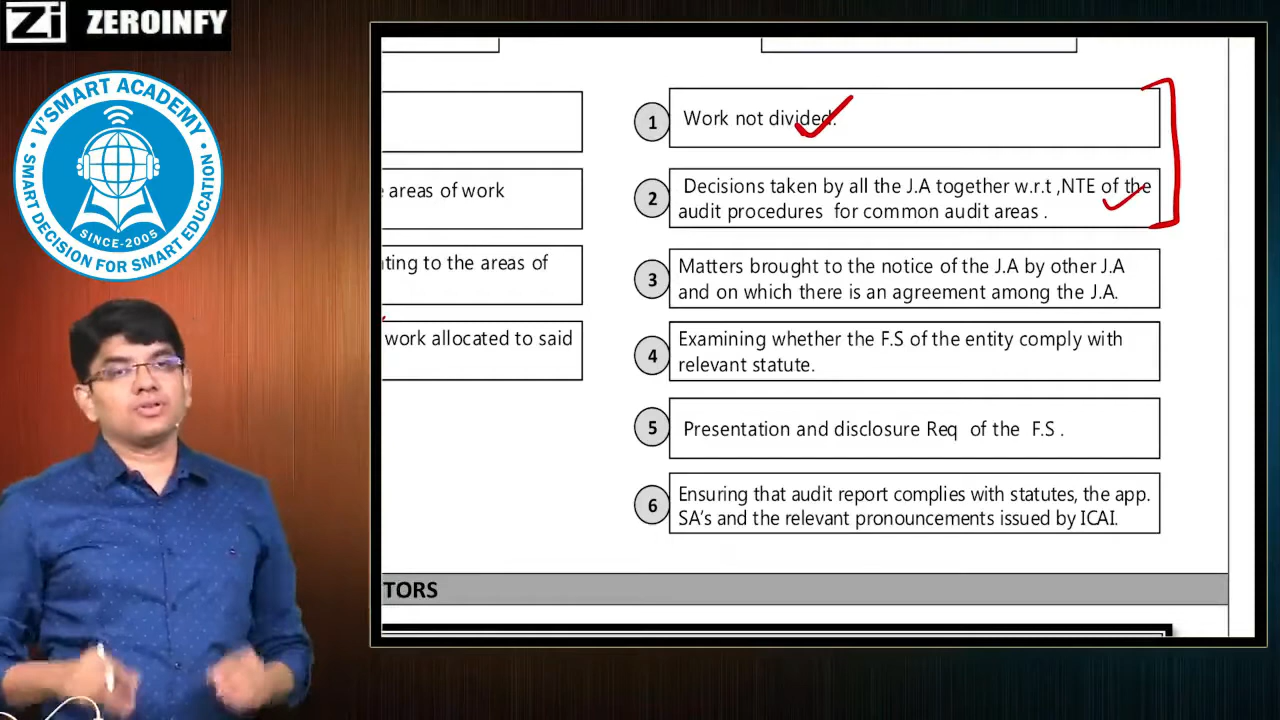 Zi ZEROINFY
V'SMART ACADEMY
SINCE-2005
SMART DECISION FOR SMART EDUCATION
areas of work
ting to the areas of
work allocated to said
1 Work not divided.
2 Decisions taken by all the J.A together w.r.t ,NTE of the
audit procedures for common audit areas .
3 Matters brought to the notice of the J.A by other J.A
and on which there is an agreement among the J.A.
4 Examining whether the F.S of the entity comply with
relevant statute.
5 Presentation and disclosure Req of the F.S .
6 Ensuring that audit report complies with statutes, the app.
SA's and the relevant pronouncements issued by ICAI.
TORS